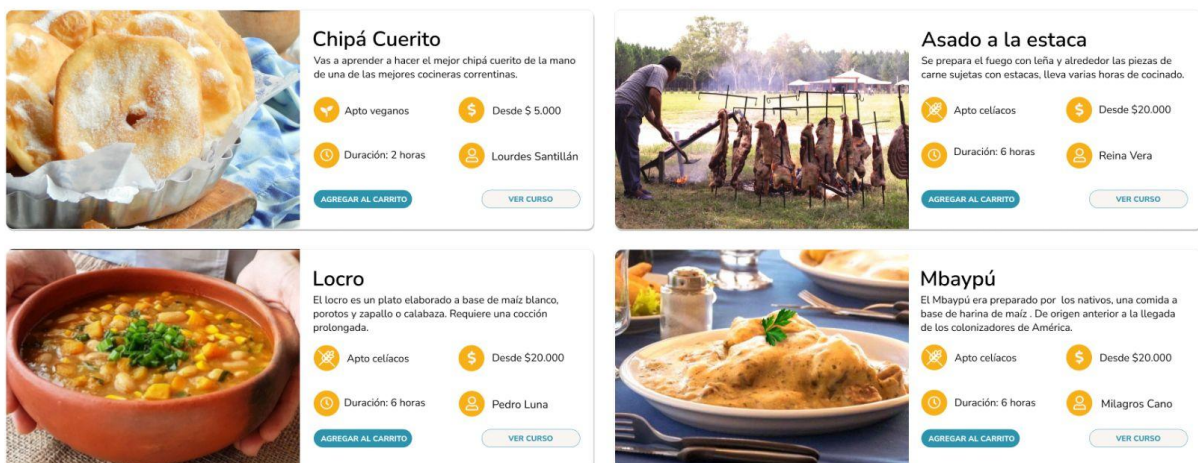 Chipá Cuerito
Vas a aprender a hacer el mejor chipá cuerito de la mano
de una de las mejores cocineras correntinas.
Apto veganos
Desde $ 5.000
Duración: 2 horas
Lourdes Santillán
AGREGAR AL CARRITO
VER CURSO
Asado a la estaca
Se prepara el fuego con leña y alrededor las piezas de
carne sujetas con estacas, lleva varias horas de cocinado.
Apto celíacos
Desde $20.000
Duración: 6 horas
Reina Vera
AGREGAR AL CARRITO
VER CURSO
Locro
El locro es un plato elaborado a base de maíz blanco,
porotos y zapallo o calabaza. Requiere una cocción
prolongada.
Apto celíacos
Desde $20.000
Duración: 6 horas
Pedro Luna
AGREGAR AL CARRITO
VER CURSO
Mbaypú
El Mbaypú era preparado por los nativos, una comida a
base de harina de maíz . De origen anterior a la llegada
de los colonizadores de América.
Apto celíacos
Desde $20.000
Duración: 6 horas
Milagros Cano
AGREGAR AL CARRITO
VER CURSO